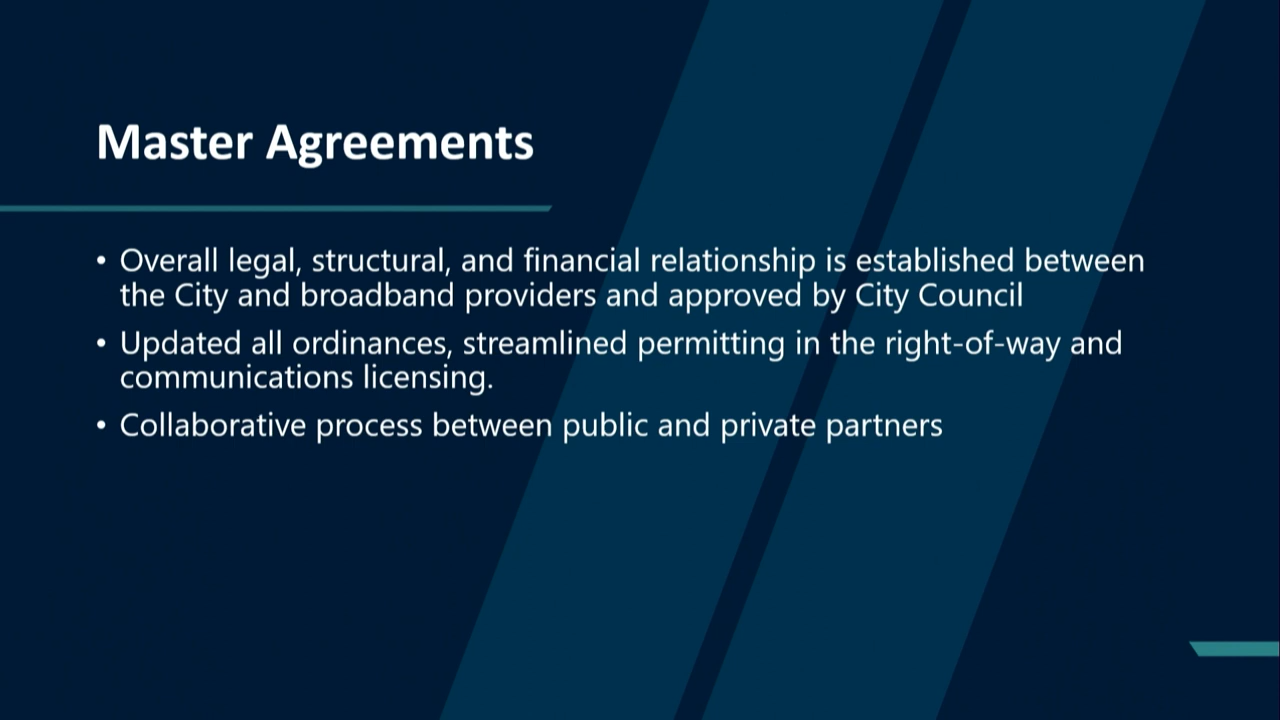 Master Agreements
• Overall legal, structural, and financial relationship is established between
the City and broadband providers and approved by City Council
• Updated all ordinances, streamlined permitting in the right-of-way and
communications licensing.
• Collaborative process between public and private partners